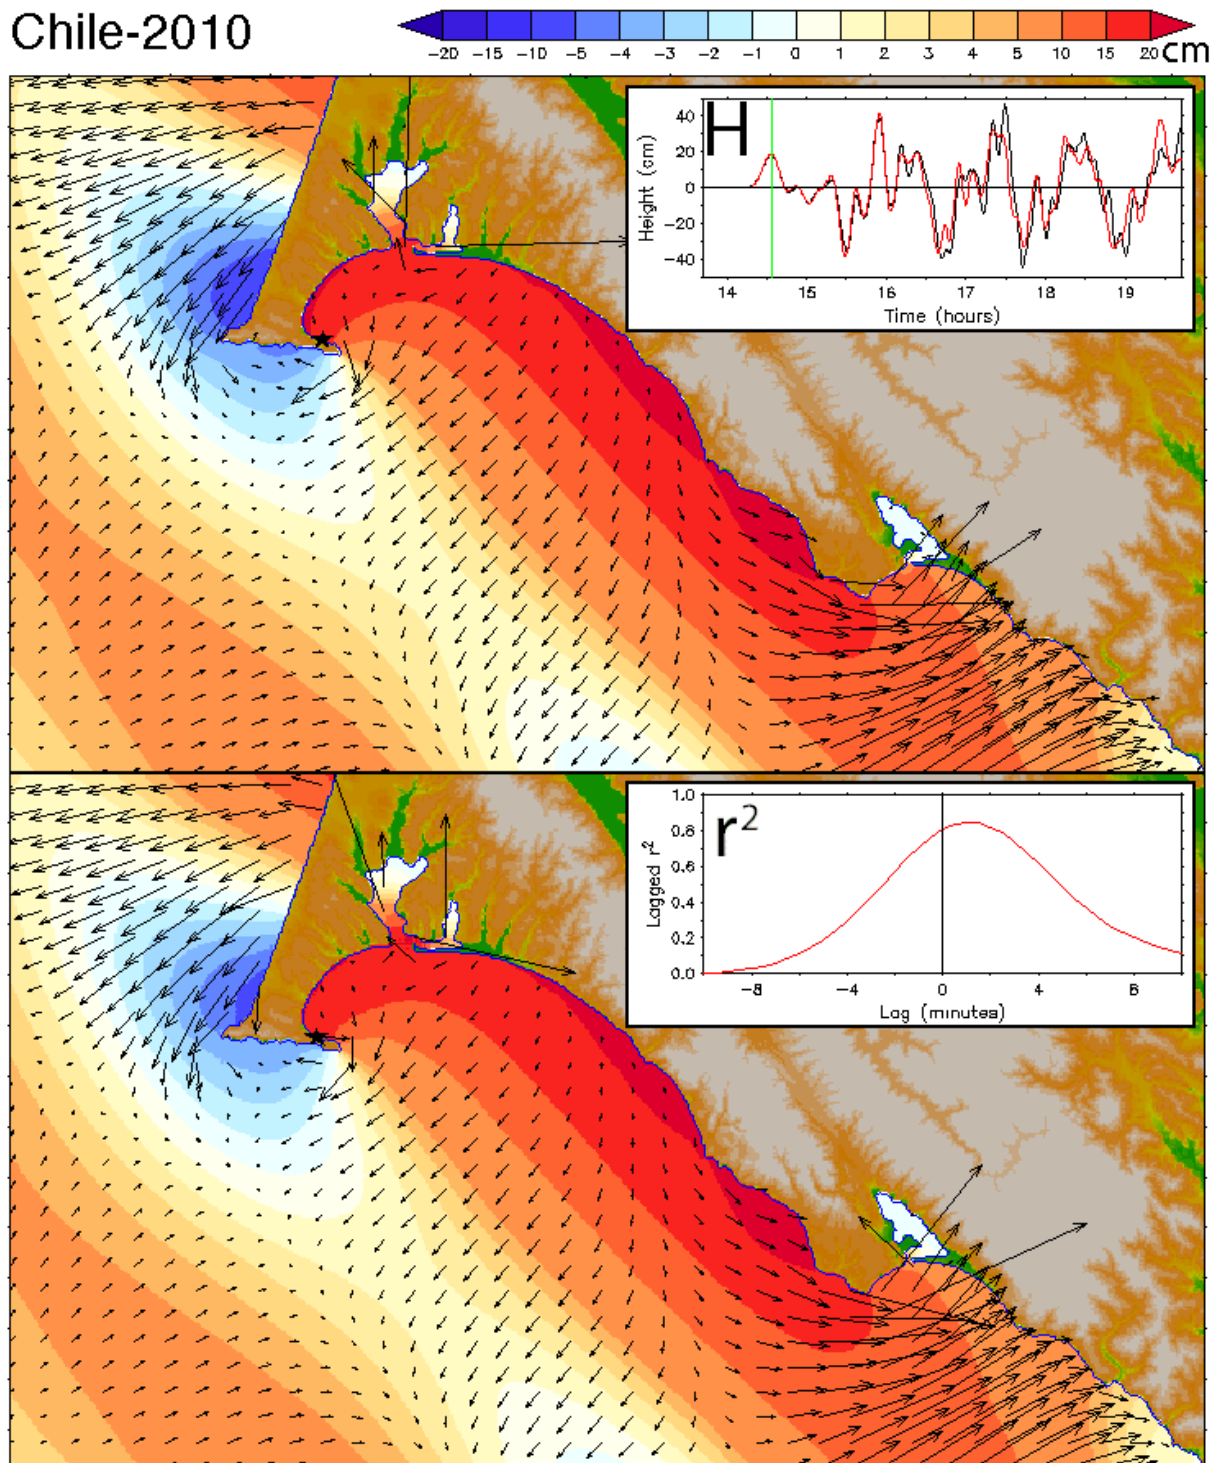 Chile-2010
-20 -15 -10 -5 -4 -3 -2 -1 0 1 2 3 4 5 10 15 20 cm
H
Height (cm)
40
20
0
-20
-40
14 15 16 17 18 19
Time (hours)
r²
Lagged r²
1.0
0.8
0.6
0.4
0.2
0.0
-8 -4 0 4 8
Lag (minutes)